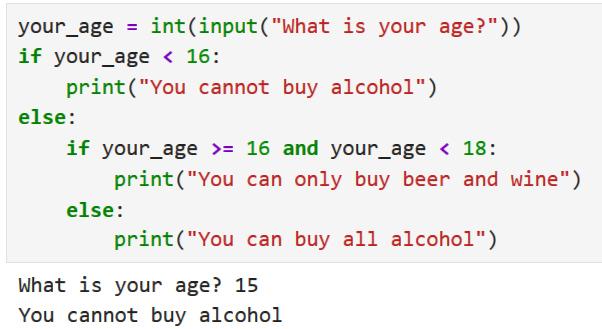 your_age = int(input("What is your age?"))
if your_age < 16:
    print("You cannot buy alcohol")
else:
    if your_age >= 16 and your_age < 18:
        print("You can only buy beer and wine")
    else:
        print("You can buy all alcohol")
What is your age? 15
You cannot buy alcohol